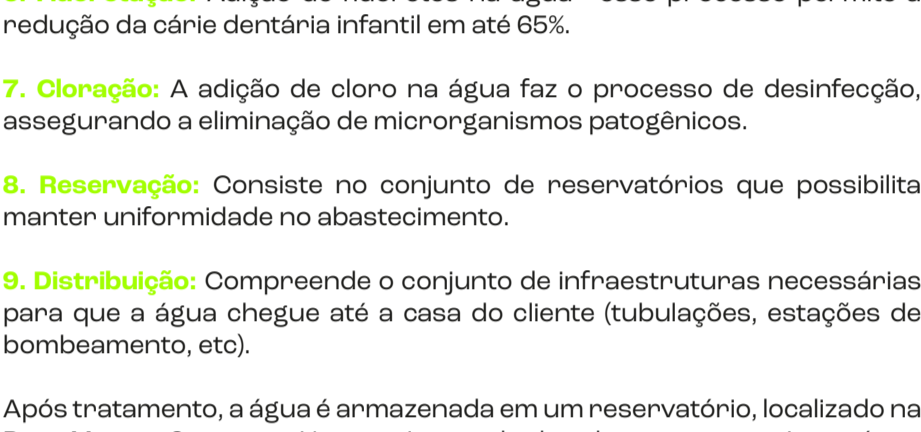 redução da cárie dentária infantil em até 65%.
7. Cloração: A adição de cloro na água faz o processo de desinfecção,
assegurando a eliminação de microrganismos patogênicos.
8. Reservação: Consiste no conjunto de reservatórios que possibilita
manter uniformidade no abastecimento.
9. Distribuição: Compreende o conjunto de infraestruturas necessárias
para que a água chegue até a casa do cliente (tubulações, estações de
bombeamento, etc).
Após tratamento, a água é armazenada em um reservatório, localizado na